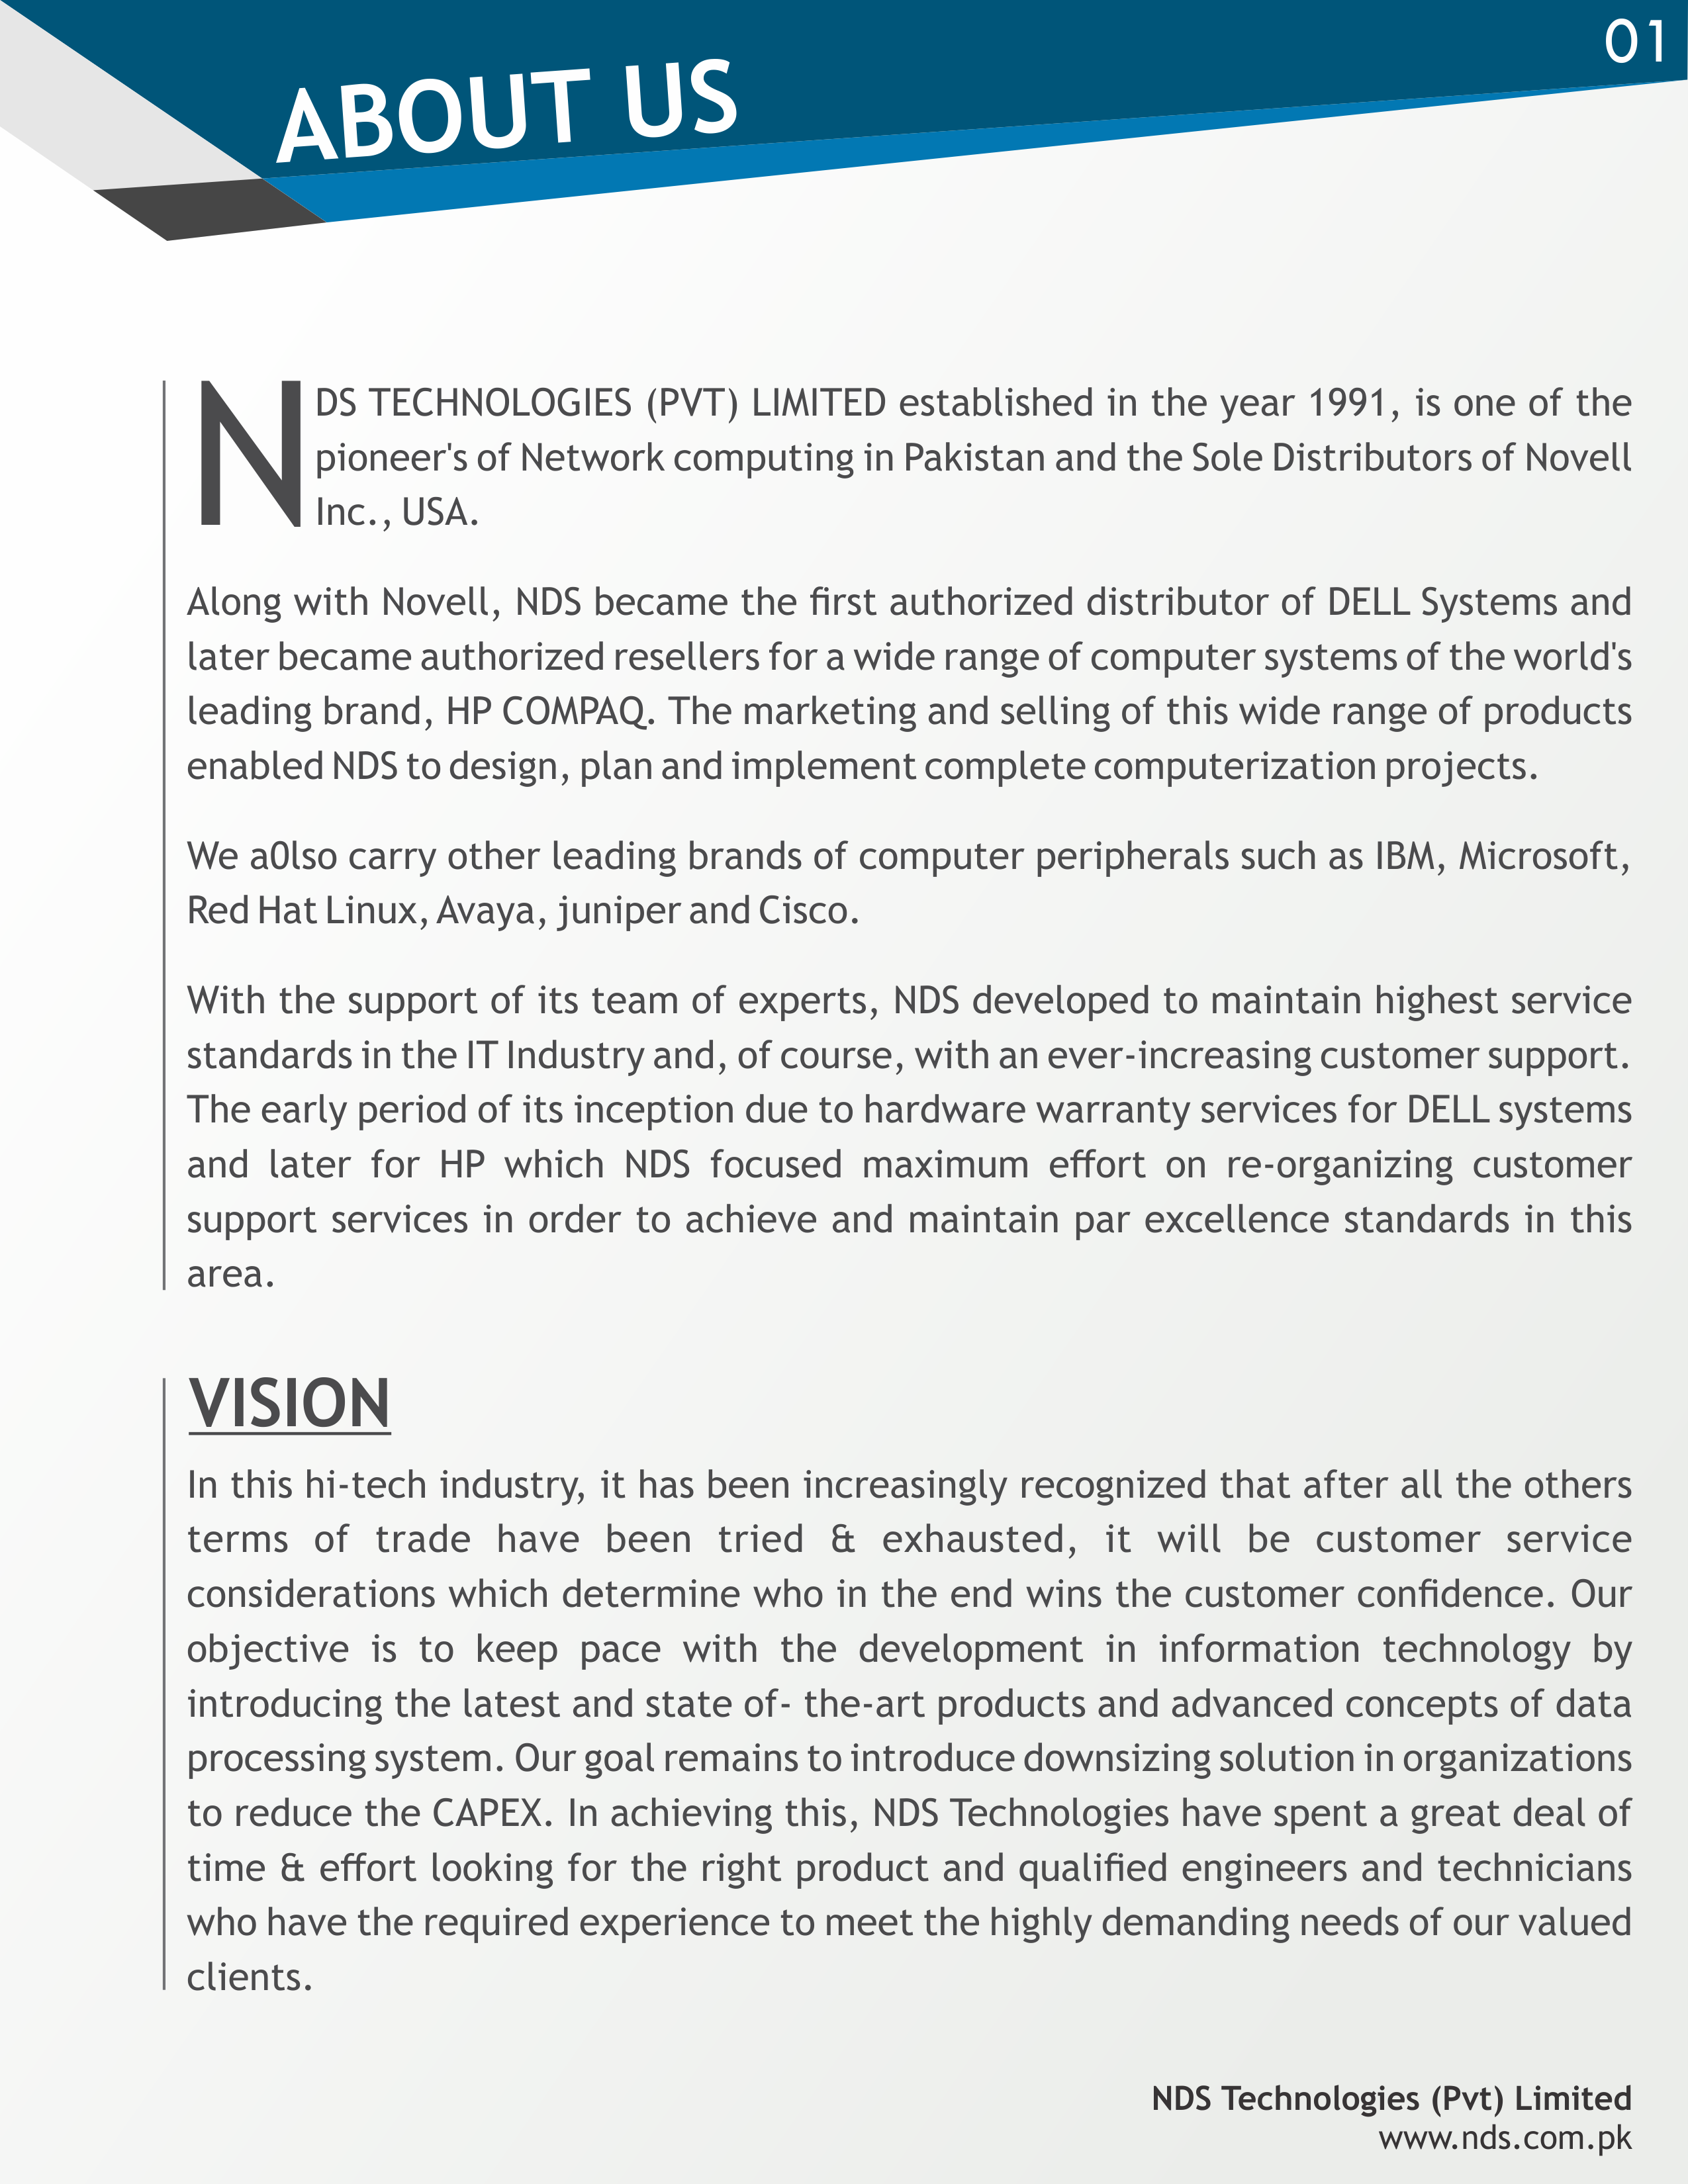 01
ABOUT US
NDS TECHNOLOGIES (PVT) LIMITED established in the year 1991, is one of the
pioneer's of Network computing in Pakistan and the Sole Distributors of Novell
Inc., USA.
Along with Novell, NDS became the first authorized distributor of DELL Systems and
later became authorized resellers for a wide range of computer systems of the world's
leading brand, HP COMPAQ. The marketing and selling of this wide range of products
enabled NDS to design, plan and implement complete computerization projects.
We a0lso carry other leading brands of computer peripherals such as IBM, Microsoft,
Red Hat Linux, Avaya, juniper and Cisco.
With the support of its team of experts, NDS developed to maintain highest service
standards in the IT Industry and, of course, with an ever-increasing customer support.
The early period of its inception due to hardware warranty services for DELL systems
and later for HP which NDS focused maximum effort on re-organizing customer
support services in order to achieve and maintain par excellence standards in this
area.
VISION
In this hi-tech industry, it has been increasingly recognized that after all the others
terms of trade have been tried & exhausted, it will be customer service
considerations which determine who in the end wins the customer confidence. Our
objective is to keep pace with the development in information technology by
introducing the latest and state of- the-art products and advanced concepts of data
processing system. Our goal remains to introduce downsizing solution in organizations
to reduce the CAPEX. In achieving this, NDS Technologies have spent a great deal of
time & effort looking for the right product and qualified engineers and technicians
who have the required experience to meet the highly demanding needs of our valued
clients.
NDS Technologies (Pvt) Limited
www.nds.com.pk